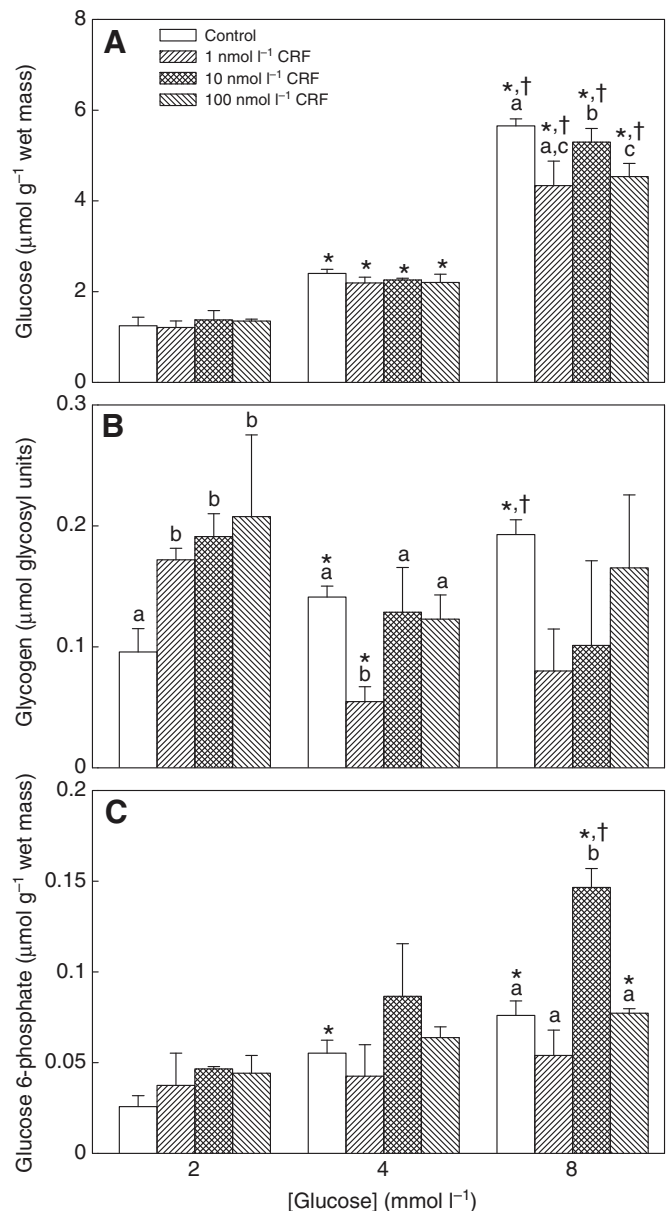 A
Control
1 nmol l⁻¹ CRF
10 nmol l⁻¹ CRF
100 nmol l⁻¹ CRF
Glucose (μmol g⁻¹ wet mass)
8
6
4
2
0
* * * *
*,† *,† *,† *,†
a a,c b c
B
Glycogen (μmol glycosyl units)
0.3
0.2
0.1
0
a b b b
* *
a b a a
*,†
C
Glucose 6-phosphate (μmol g⁻¹ wet mass)
0.2
0.15
0.1
0.05
0
*
* *,† *
a a b a
2 4 8
[Glucose] (mmol l⁻¹)